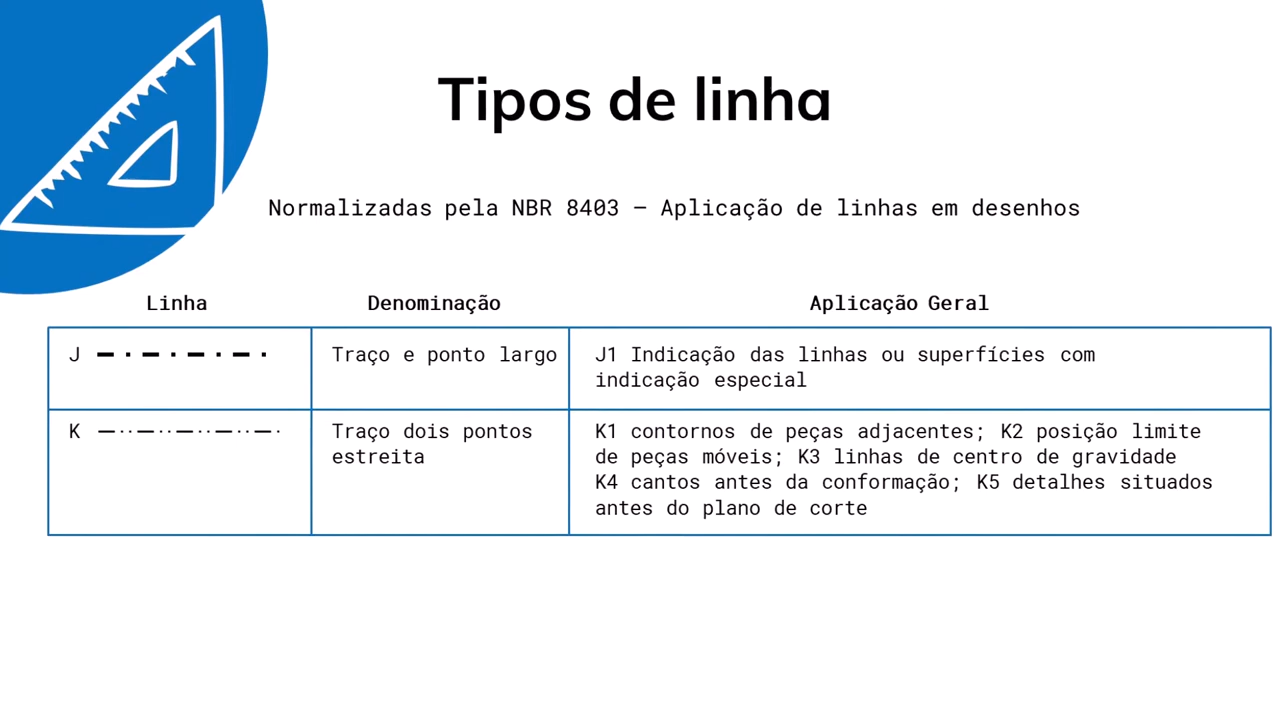 Tipos de linha
Normalizadas pela NBR 8403 – Aplicação de linhas em desenhos
Linha Denominação Aplicação Geral
J Traço e ponto largo J1 Indicação das linhas ou superfícies com
indicação especial
K Traço dois pontos K1 contornos de peças adjacentes; K2 posição limite
estreita de peças móveis; K3 linhas de centro de gravidade
K4 cantos antes da conformação; K5 detalhes situados
antes do plano de corte